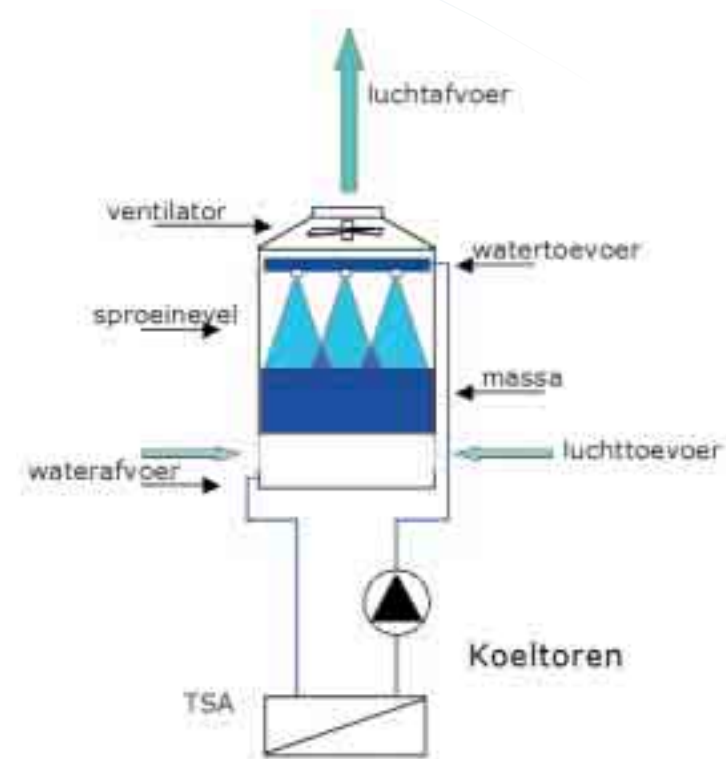 luchtafvoer
ventilator
watertoevoer
sproeinevel
massa
luchttoevoer
waterafvoer
Koeltoren
TSA